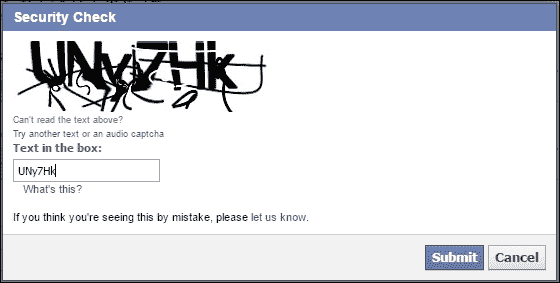 Security Check
UNy7Hk
Can't read the text above?
Try another text or an audio captcha
Text in the box:
UNy7Hk
What's this?
If you think you're seeing this by mistake, please let us know.
Submit Cancel